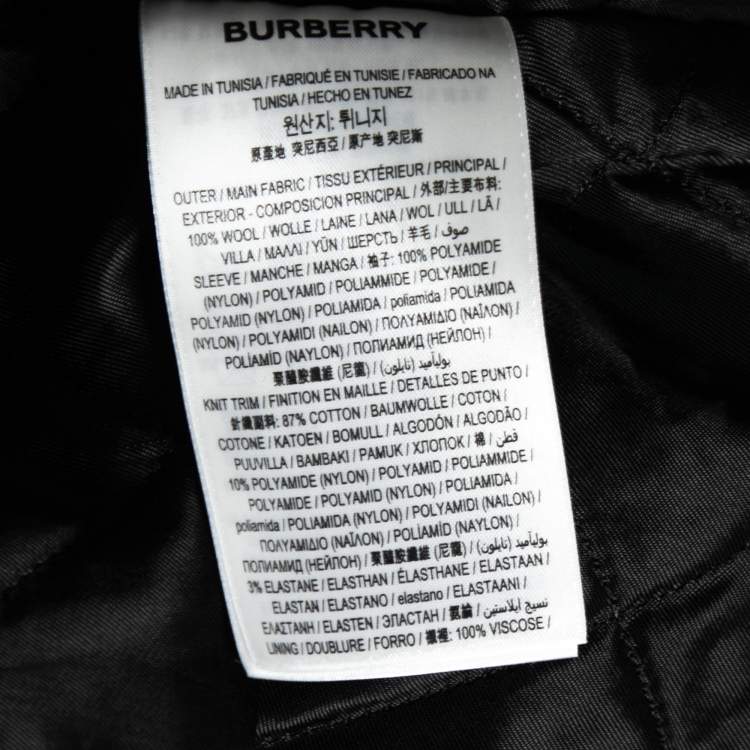 BURBERRY
MADE IN TUNISIA / FABRIQUÉ EN TUNISIE / FABRICADO NA
TUNISIA / HECHO EN TUNEZ
원산지: 튀니지
原產地 突尼西亞 / 原产地 突尼斯
OUTER / MAIN FABRIC / TISSU EXTÉRIEUR / PRINCIPAL /
EXTERIOR - COMPOSICION PRINCIPAL / 外部/主要布料:
100% WOOL / WOLLE / LAINE / LANA / WOL / ULL / LÃ /
VILLA / ΜΑΛΛΙ / YÜN / ШЕРСТЬ / 羊毛 / صوف
SLEEVE / MANCHE / MANGA / 袖子: 100% POLYAMIDE
(NYLON) / POLYAMID / POLIAMMIDE / POLYAMIDE /
POLYAMID (NYLON) / POLIAMIDA / poliamida / POLIAMIDA
(NYLON) / POLYAMIDI (NAILON) / ΠΟΛΥΑΜΙΔΙΟ (ΝΑΪΛΟΝ) /
POLİAMİD (NAYLON) / ПОЛИАМИД (НЕЙЛОН) /
聚醯胺纖維 (尼龍) / بوليأميد (نايلون)
KNIT TRIM / FINITION EN MAILLE / DETALLES DE PUNTO /
針織面料: 87% COTTON / BAUMWOLLE / COTON /
COTONE / KATOEN / BOMULL / ALGODÓN / ALGODÃO /
PUUVILLA / BAMBAKI / PAMUK / ХЛОПОК / 棉 / قطن
10% POLYAMIDE (NYLON) / POLYAMID / POLIAMMIDE /
POLYAMIDE / POLYAMID (NYLON) / POLIAMIDA /
poliamida / POLIAMIDA (NYLON) / POLYAMIDI (NAILON) /
ΠΟΛΥΑΜΙΔΙΟ (ΝΑΪΛΟΝ) / POLİAMİD (NAYLON) /
ПОЛИАМИД (НЕЙЛОН) / 聚醯胺纖維 (尼龍) / بوليأميد (نايلون) /
3% ELASTANE / ELASTHAN / ÉLASTHANE / ELASTAAN /
ELASTAN / ELASTANO / elastano / ELASTAANI /
ΕΛΑΣΤΑΝΗ / ELASTEN / ЭЛАСТАН / 氨綸 / نسيج ايلاستين
LINING / DOUBLURE / FORRO / 襯裡: 100% VISCOSE /